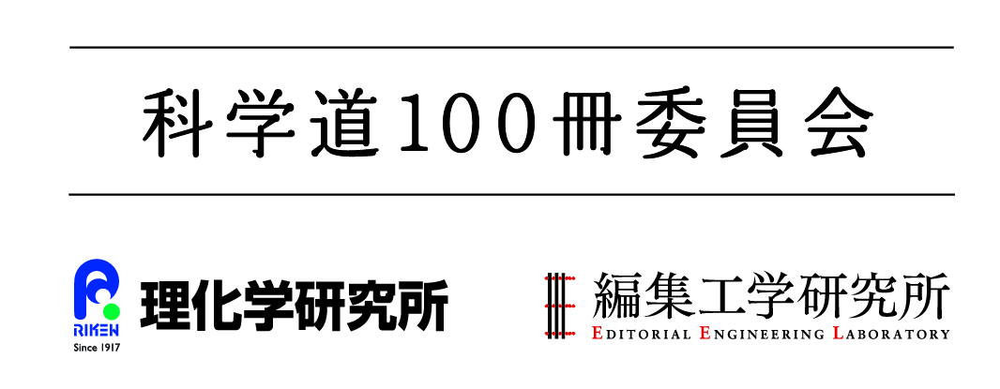 科学道100冊委員会
RIKEN
Since 1917
理化学研究所
編集工学研究所
EDITORIAL ENGINEERING LABORATORY